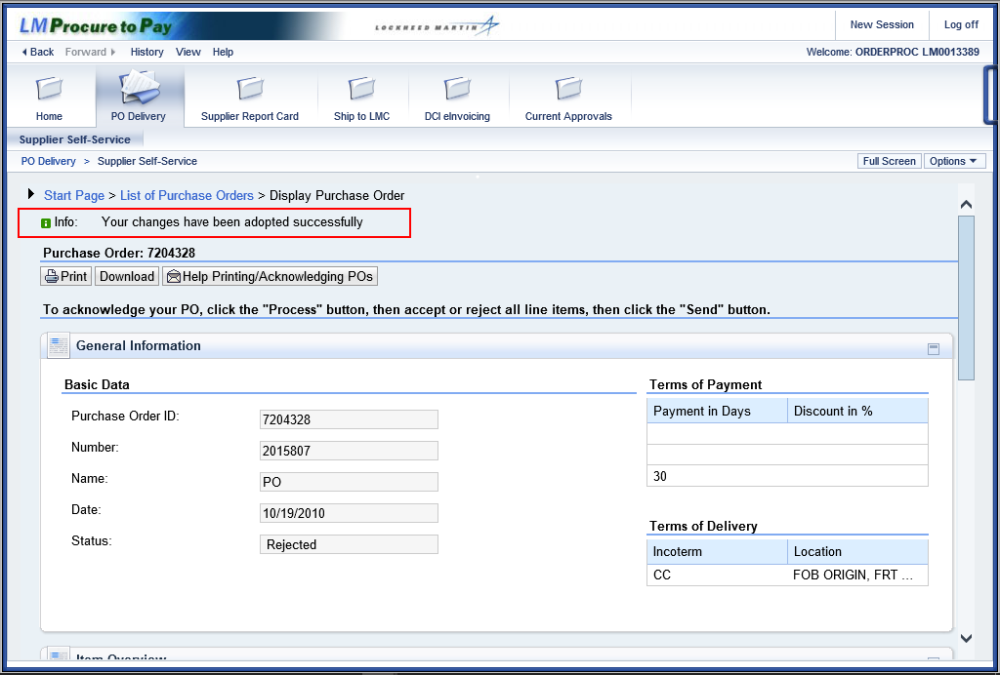 LM Procure to Pay
LOCKHEED MARTIN
New Session
Log off
Back Forward History View Help
Welcome: ORDERPROC LM0013389
Home
PO Delivery
Supplier Report Card
Ship to LMC
DCI eInvoicing
Current Approvals
Supplier Self-Service
PO Delivery > Supplier Self-Service
Full Screen
Options
Start Page > List of Purchase Orders > Display Purchase Order
Info: Your changes have been adopted successfully
Purchase Order: 7204328
Print
Download
Help Printing/Acknowledging POs
To acknowledge your PO, click the "Process" button, then accept or reject all line items, then click the "Send" button.
General Information
Basic Data
Purchase Order ID: 7204328
Number: 2015807
Name: PO
Date: 10/19/2010
Status: Rejected
Terms of Payment
Payment in Days Discount in %
30
Terms of Delivery
Incoterm Location
CC FOB ORIGIN, FRT ...
Item Overview